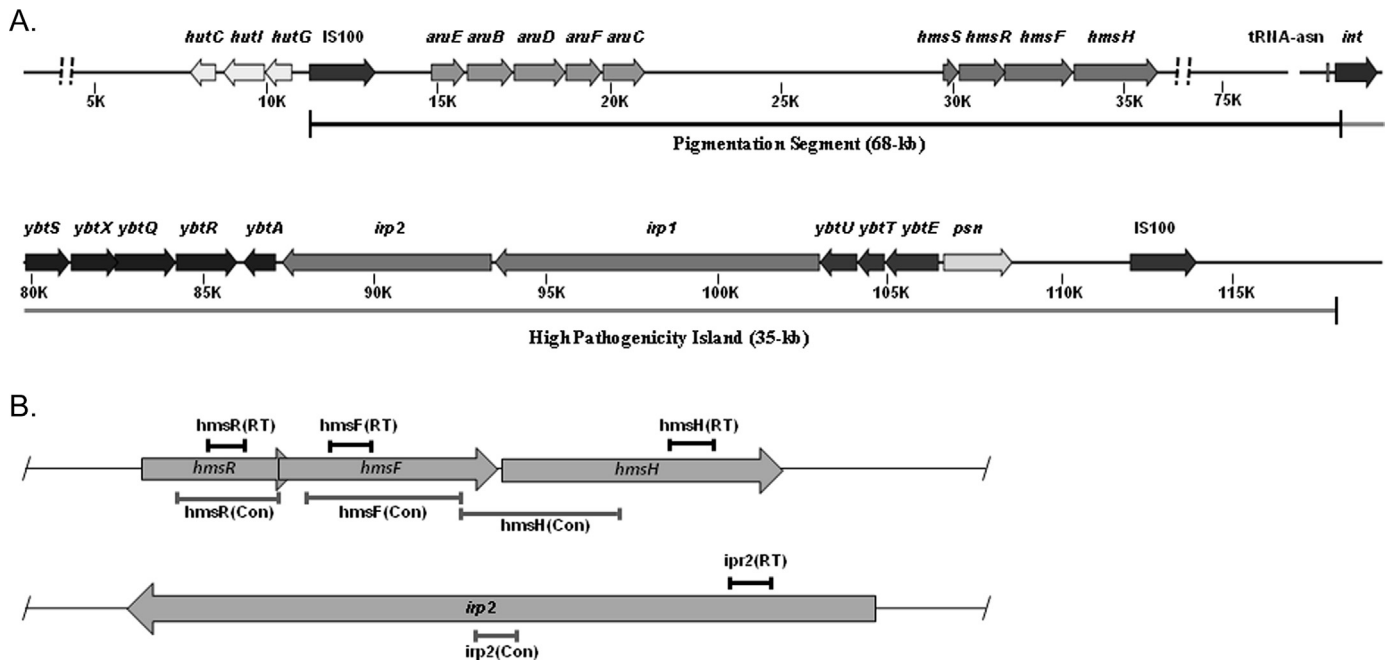 A.
hutC hutI hutG IS100 aruE aruB aruD aruF aruC hmsS hmsR hmsF hmsH tRNA-asn int
5K 10K 15K 20K 25K 30K 35K 75K
Pigmentation Segment (68-kb)
ybtS ybtX ybtQ ybtR ybtA irp2 irp1 ybtU ybtT ybtE psn IS100
80K 85K 90K 95K 100K 105K 110K 115K
High Pathogenicity Island (35-kb)
B.
hmsR(RT) hmsF(RT) hmsH(RT)
hmsR hmsF hmsH
hmsR(Con) hmsF(Con) hmsH(Con)
ipr2(RT)
irp2
irp2(Con)